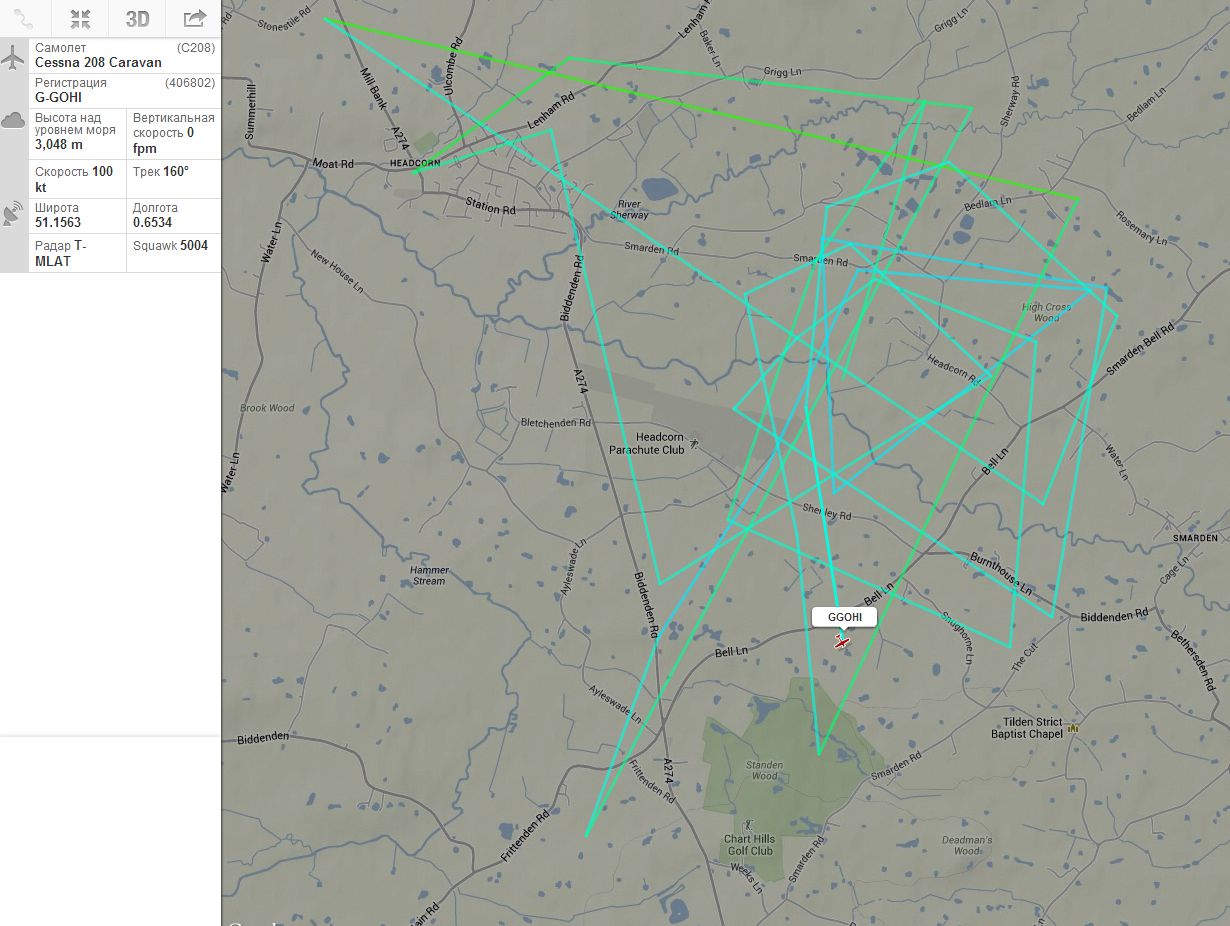 3D
Самолет (C208)
Cessna 208 Caravan
Регистрация (406802)
G-GOHI
Высота над
уровнем моря
3,048 m
Вертикальная
скорость 0
fpm
Скорость 100
kt
Трек 160°
Широта
51.1563
Долгота
0.6534
Радар T-
MLAT
Squawk 5004
Stonestile Rd
Mill Bank
Ulcombe Rd
Lenham R
Baker Ln
Grigg Ln
Grigg Ln
Sherway Rd
Bedlam Ln
Summerhill
A274
Lenham Rd
Moat Rd
HEADCORN
Station Rd
River
Sherway
Bedlam Ln
Rosemary Ln
Water Ln
New House Ln
Smarden Rd
Smarden Rd
Biddenden Rd
High Cross
Wood
Smarden Bell Rd
A274
Headcorn Rd
Brook Wood
Bletchenden Rd
Headcorn
Parachute Club
Water Ln
Bell Ln
Water Ln
Shenley Rd
SMARDEN
Hammer
Stream
Ayleswade Ln
Biddenden Rd
Burnthouse Ln
Cage Ln
Bell Ln
GGOHI
Biddenden Rd
Snughorne Ln
The Cut
Bethersden Rd
Bell Ln
Ayleswade Ln
Tilden Strict
Baptist Chapel
Biddenden
A274
Frittenden Rd
Standen
Wood
Smarden Rd
Frittenden Rd
Chart Hills
Golf Club
Deadman's
Wood
Weeks Ln
Smarden Rd
ain Rd